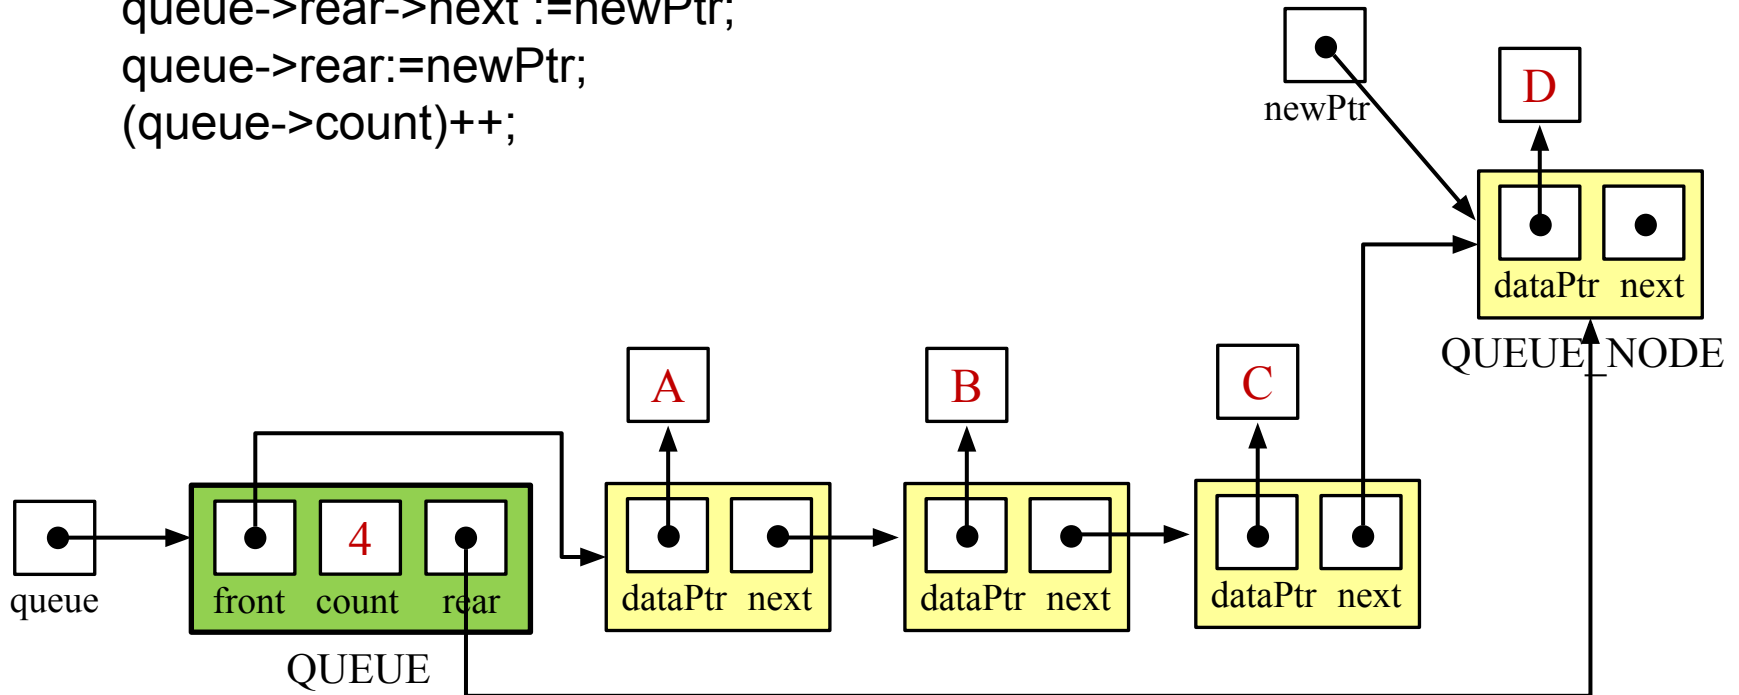 queue->rear->next :=newPtr;
queue->rear:=newPtr;
(queue->count)++;
newPtr
D
dataPtr next
QUEUE_NODE
A
B
C
4
queue
front count rear
dataPtr next
dataPtr next
dataPtr next
QUEUE